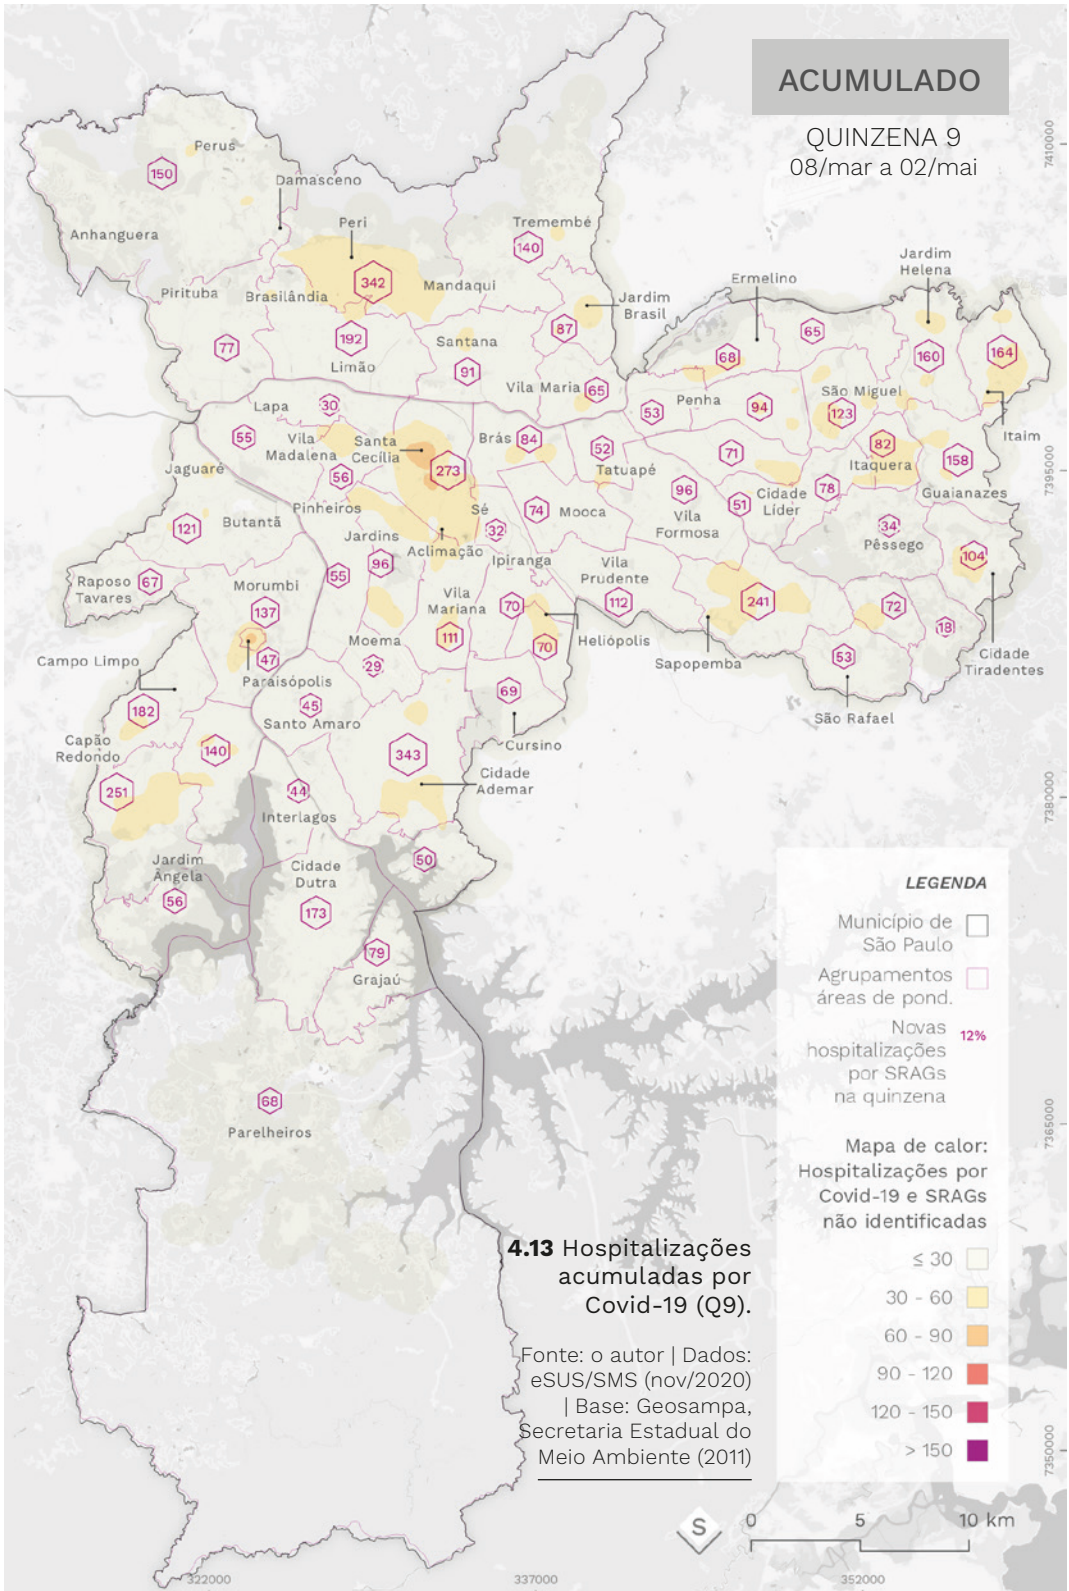 ACUMULADO
QUINZENA 9
08/mar a 02/mai
7410000
Perus
150
Damasceno
Anhanguera
Peri
Tremembé
140
342
Mandaqui
Pirituba
Brasilândia
Jardim
Helena
Ermelino
Jardim
Brasil
87
65
77
192
Limão
Santana
91
Vila Maria
65
68
160
164
Lapa
30
55
Vila
Madalena
Santa
Cecília
Brás
84
52
Tatuapé
53
Penha
94
São Miguel
123
82
Itaquera
Itaim
158
Guaianazes
7395000
Jaguaré
56
273
Pinheiros
Sé
71
96
Vila
Formosa
51
Cidade
Líder
78
34
Pêssego
121
Butantã
Jardins
96
Aclimação
32
Ipiranga
74
Mooca
104
Raposo
Tavares
67
Morumbi
137
55
Vila
Mariana
111
70
Vila
Prudente
112
241
72
18
Cidade
Tiradentes
Campo Limpo
47
Paraisópolis
Moema
29
70
Heliópolis
Sapopemba
53
São Rafael
182
Capão
Redondo
140
45
Santo Amaro
69
Cursino
251
343
Cidade
Ademar
44
Interlagos
7380000
Jardim
Ângela
56
Cidade
Dutra
173
50
79
Grajaú
68
Parelheiros
LEGENDA
Município de
São Paulo
Agrupamentos
áreas de pond.
Novas
hospitalizações
por SRAGs
na quinzena
12%
7365000
Mapa de calor:
Hospitalizações por
Covid-19 e SRAGs
não identificadas
≤ 30
30 - 60
60 - 90
90 - 120
120 - 150
> 150
7350000
4.13 Hospitalizações
acumuladas por
Covid-19 (Q9).
Fonte: o autor | Dados:
eSUS/SMS (nov/2020)
| Base: Geosampa,
Secretaria Estadual do
Meio Ambiente (2011)
S
0 5 10 km
322000
337000
352000